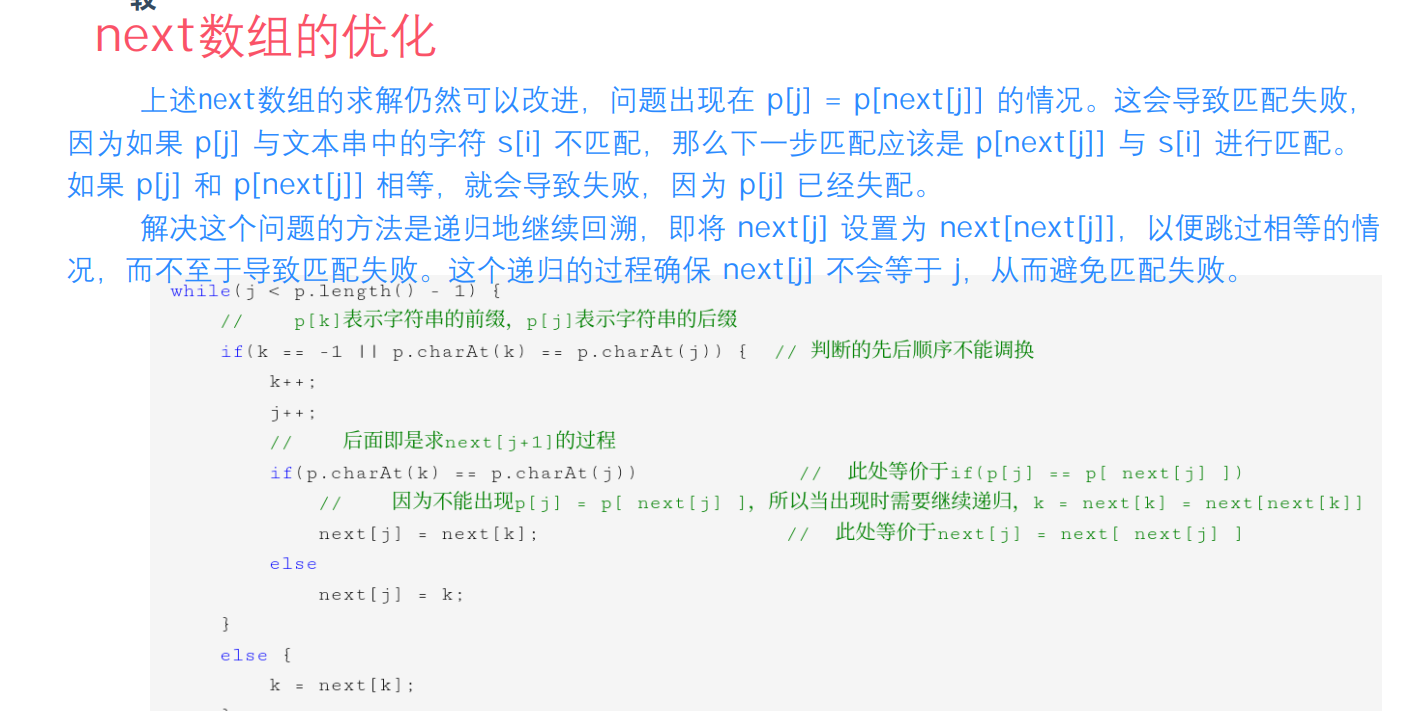 next数组的优化
上述next数组的求解仍然可以改进，问题出现在 p[j] = p[next[j]] 的情况。这会导致匹配失败，
因为如果 p[j] 与文本串中的字符 s[i] 不匹配，那么下一步匹配应该是 p[next[j]] 与 s[i] 进行匹配。
如果 p[j] 和 p[next[j]] 相等，就会导致失败，因为 p[j] 已经失配。
解决这个问题的方法是递归地继续回溯，即将 next[j] 设置为 next[next[j]]，以便跳过相等的情
况，而不至于导致匹配失败。这个递归的过程确保 next[j] 不会等于 j，从而避免匹配失败。
while(j < p.length() - 1) {
// p[k]表示字符串的前缀，p[j]表示字符串的后缀
if(k == -1 || p.charAt(k) == p.charAt(j)) { // 判断的先后顺序不能调换
k++;
j++;
// 后面即是求next[j+1]的过程
if(p.charAt(k) == p.charAt(j)) // 此处等价于if(p[j] == p[ next[j] ])
// 因为不能出现p[j] = p[ next[j] ]，所以当出现时需要继续递归，k = next[k] = next[next[k]]
next[j] = next[k]; // 此处等价于next[j] = next[ next[j] ]
else
next[j] = k;
}
else {
k = next[k];